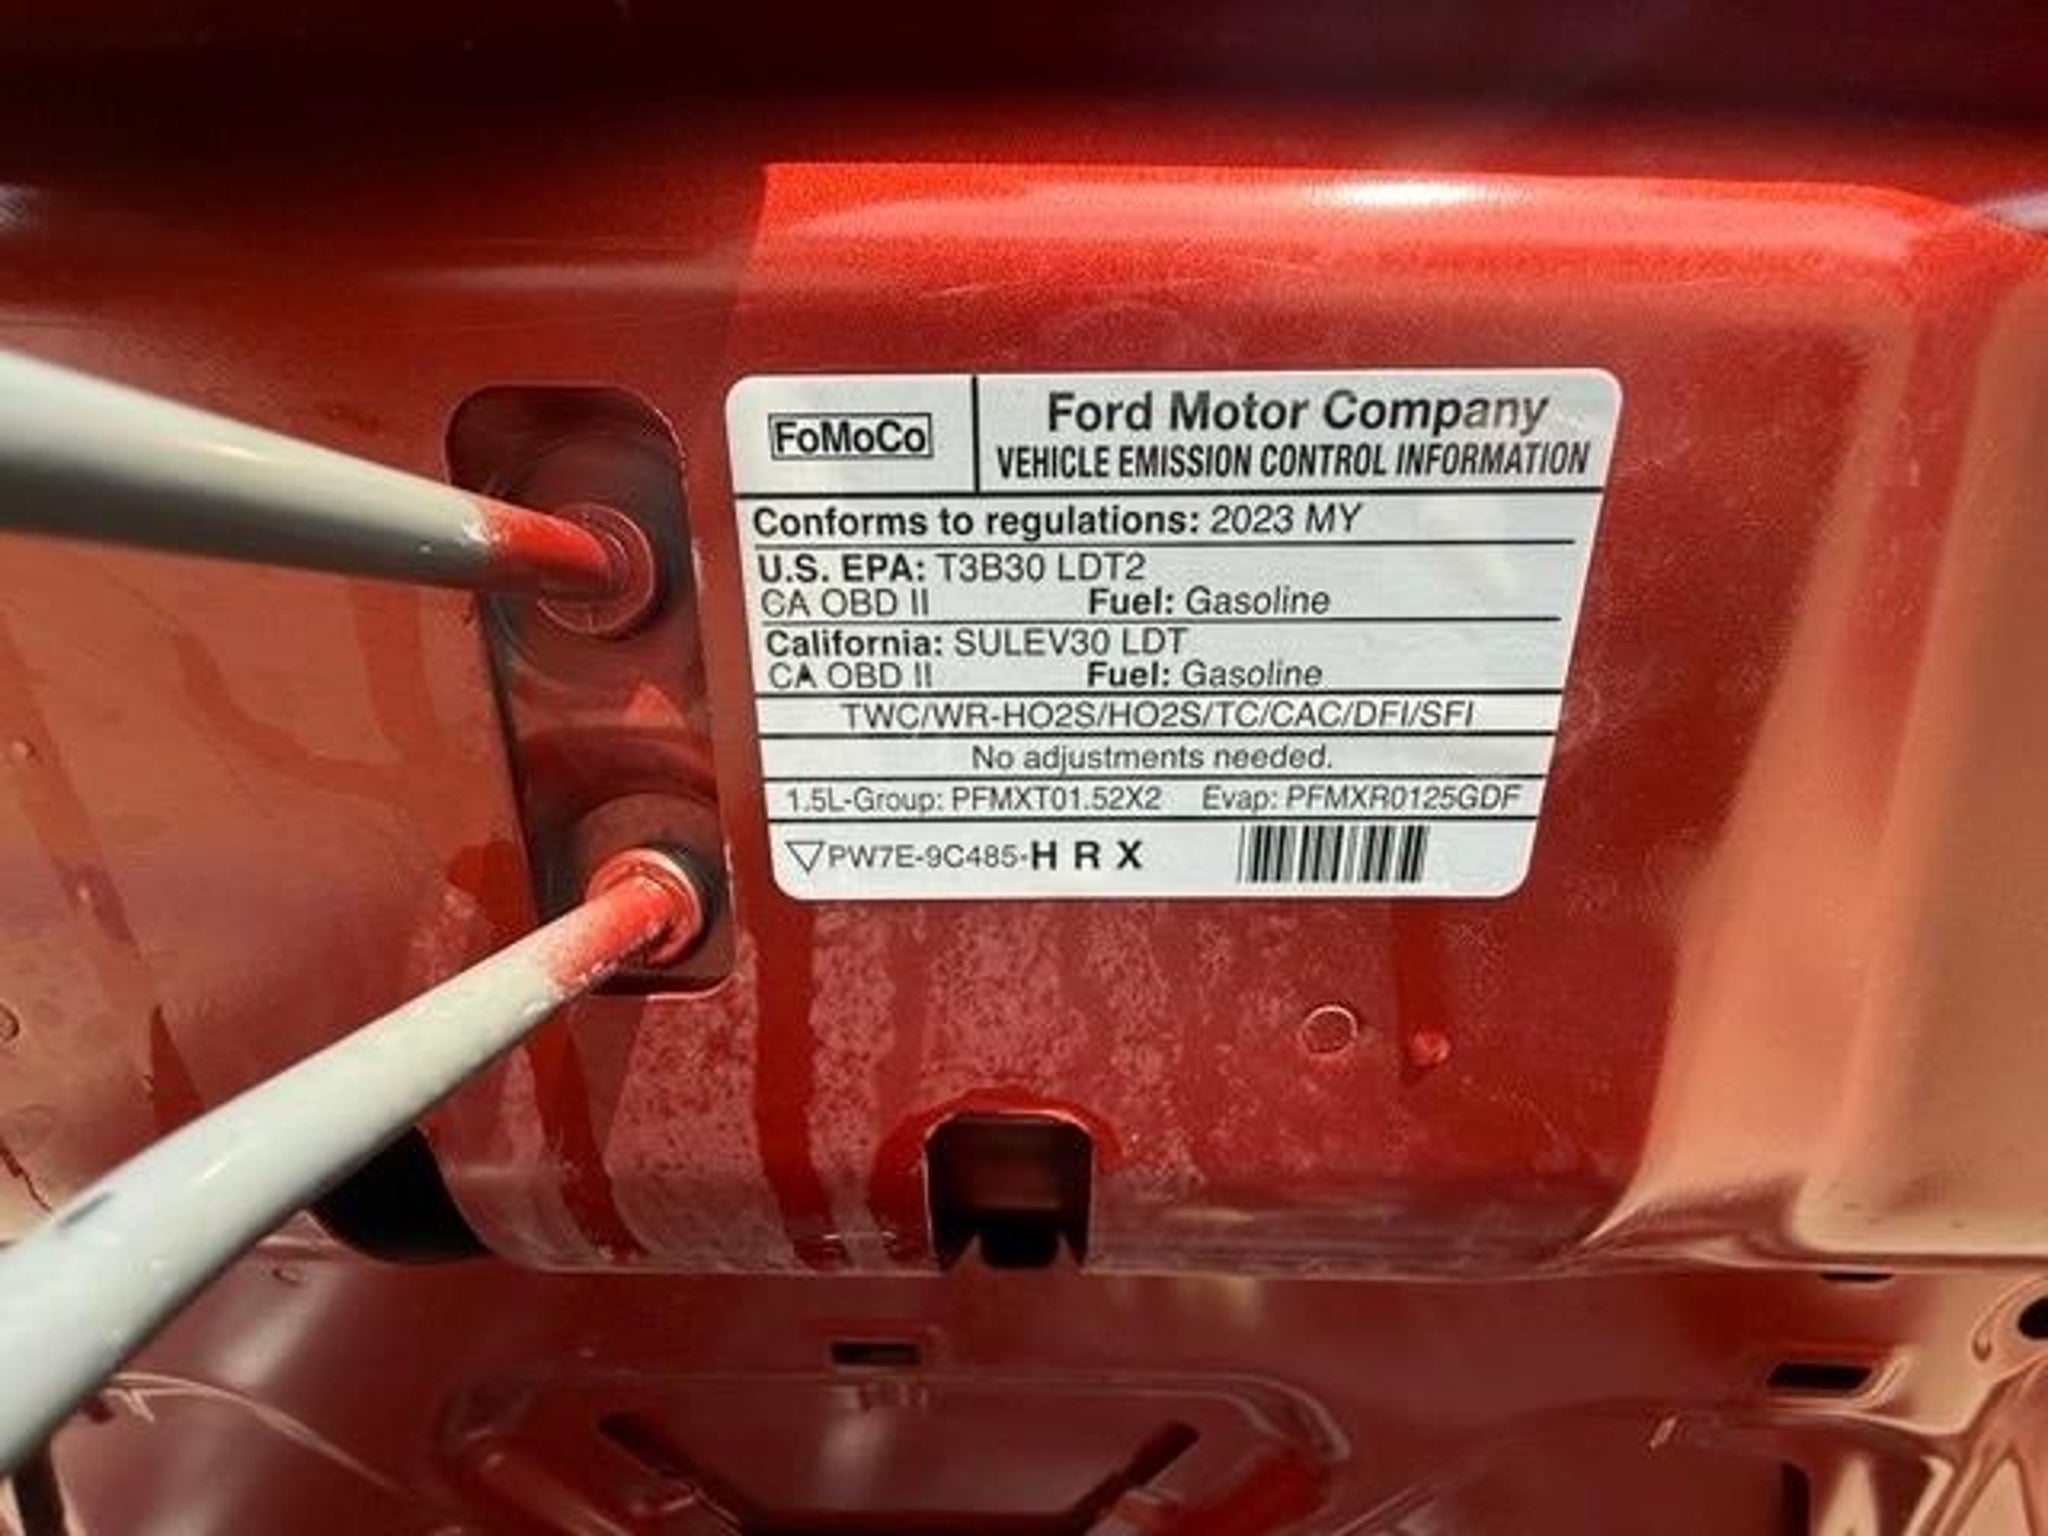 FoMoCo
Ford Motor Company
VEHICLE EMISSION CONTROL INFORMATION
Conforms to regulations: 2023 MY
U.S. EPA: T3B30 LDT2
CA OBD II Fuel: Gasoline
California: SULEV30 LDT
CA OBD II Fuel: Gasoline
TWC/WR-HO2S/HO2S/TC/CAC/DFI/SFI
No adjustments needed.
1.5L-Group: PFMXT01.52X2 Evap: PFMXR0125GDF
▽PW7E-9C485-H R X